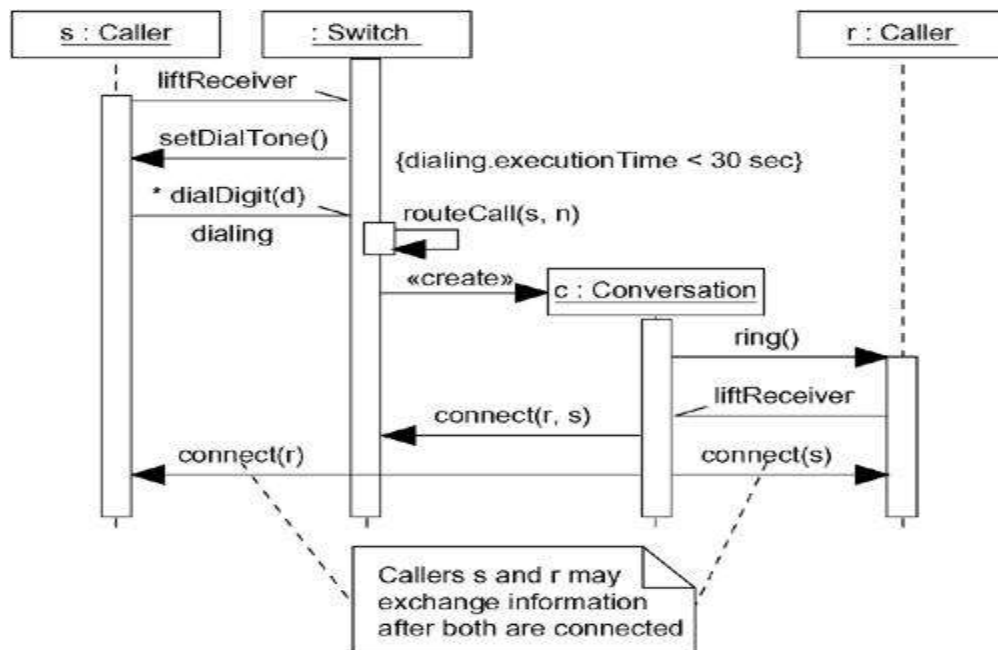 s : Caller
: Switch
r : Caller
liftReceiver
setDialTone()
{dialing.executionTime < 30 sec}
* dialDigit(d)
dialing
routeCall(s, n)
«create»
c : Conversation
ring()
liftReceiver
connect(r, s)
connect(r)
connect(s)
Callers s and r may
exchange information
after both are connected